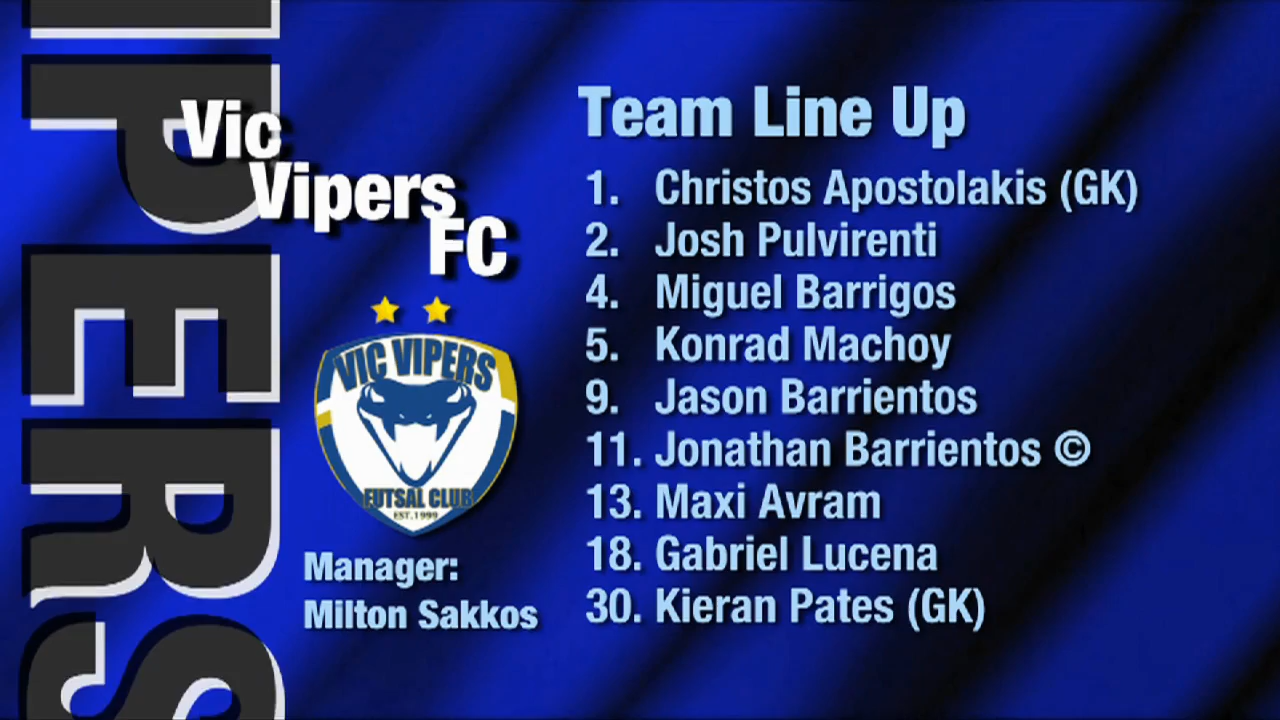 IPERS
Vic
Vipers
FC
VIC VIPERS
FUTSAL CLUB
EST.1999
Manager:
Milton Sakkos
Team Line Up
1. Christos Apostolakis (GK)
2. Josh Pulvirenti
4. Miguel Barrigos
5. Konrad Machoy
9. Jason Barrientos
11. Jonathan Barrientos ©
13. Maxi Avram
18. Gabriel Lucena
30. Kieran Pates (GK)